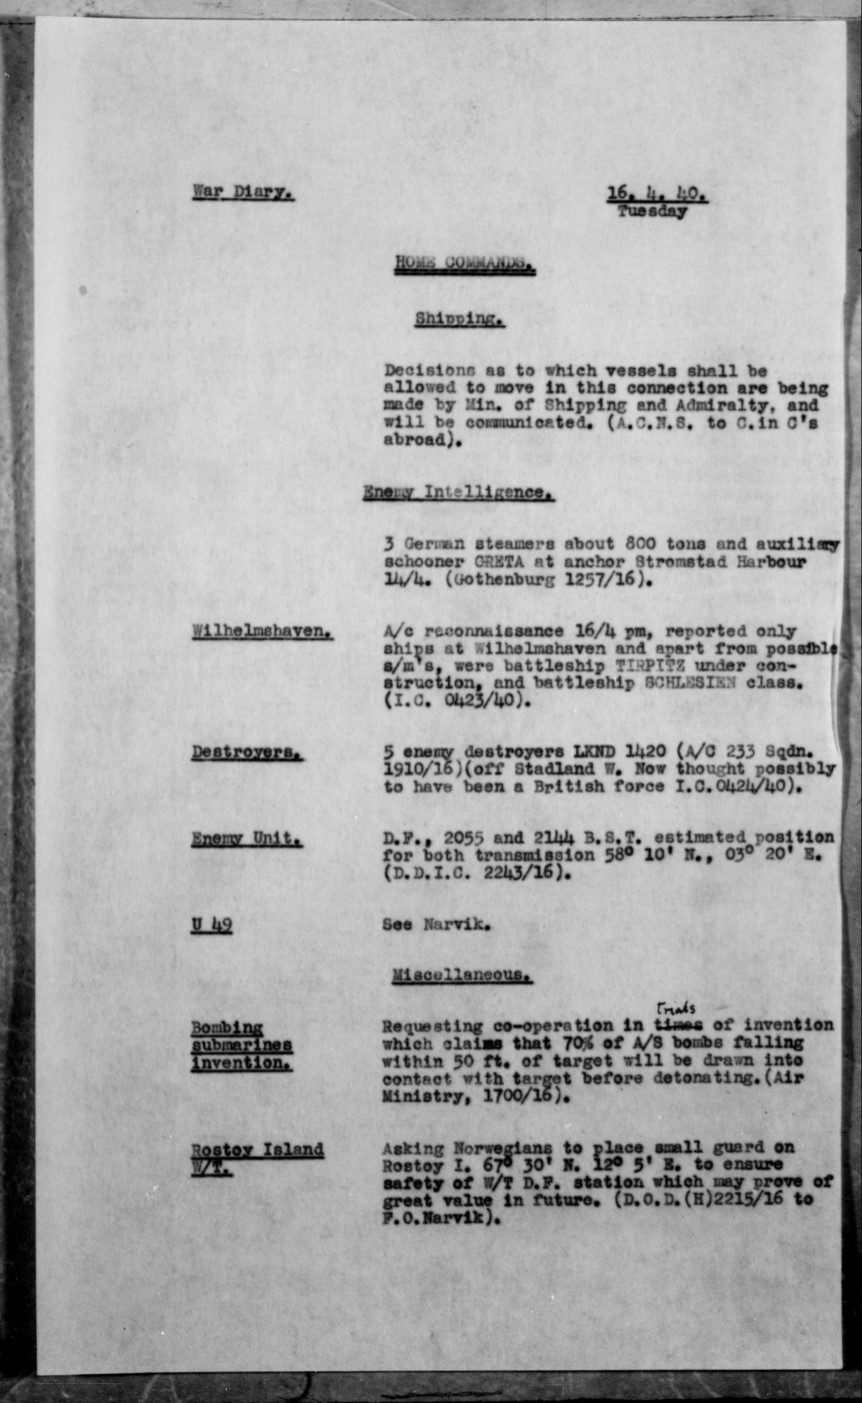 War Diary.
16. 4. 40.
Tuesday
HOME COMMANDS.
Shipping.
Decisions as to which vessels shall be
allowed to move in this connection are being
made by Min. of Shipping and Admiralty, and
will be communicated. (A.C.N.S. to C.in C's
abroad).
Enemy Intelligence.
3 German steamers about 800 tons and auxiliary
schooner GRETA at anchor Stromstad Harbour
14/4. (Gothenburg 1257/16).
Wilhelmshaven.
A/c reconnaissance 16/4 pm, reported only
ships at Wilhelmshaven and apart from possible
s/m's, were battleship TIRPITZ under con-
struction, and battleship SCHLESIEN class.
(I.C. 0423/40).
Destroyers.
5 enemy destroyers LKND 1420 (A/C 233 Sqdn.
1910/16)(off Stadland W. Now thought possibly
to have been a British force I.C.0424/40).
Enemy Unit.
D.F., 2055 and 2144 B.S.T. estimated position
for both transmission 58° 10' N., 03° 20' E.
(D.D.I.C. 2243/16).
U 49
See Narvik.
Miscellaneous.
Bombing
submarines
invention.
Trials
Requesting co-operation in times of invention
which claims that 70% of A/S bombs falling
within 50 ft. of target will be drawn into
contact with target before detonating.(Air
Ministry, 1700/16).
Rostoy Island
W/T.
Asking Norwegians to place small guard on
Rostoy I. 67° 30' N. 12° 5' E. to ensure
safety of W/T D.F. station which may prove of
great value in future. (D.O.D.(H)2215/16 to
F.O.Narvik).